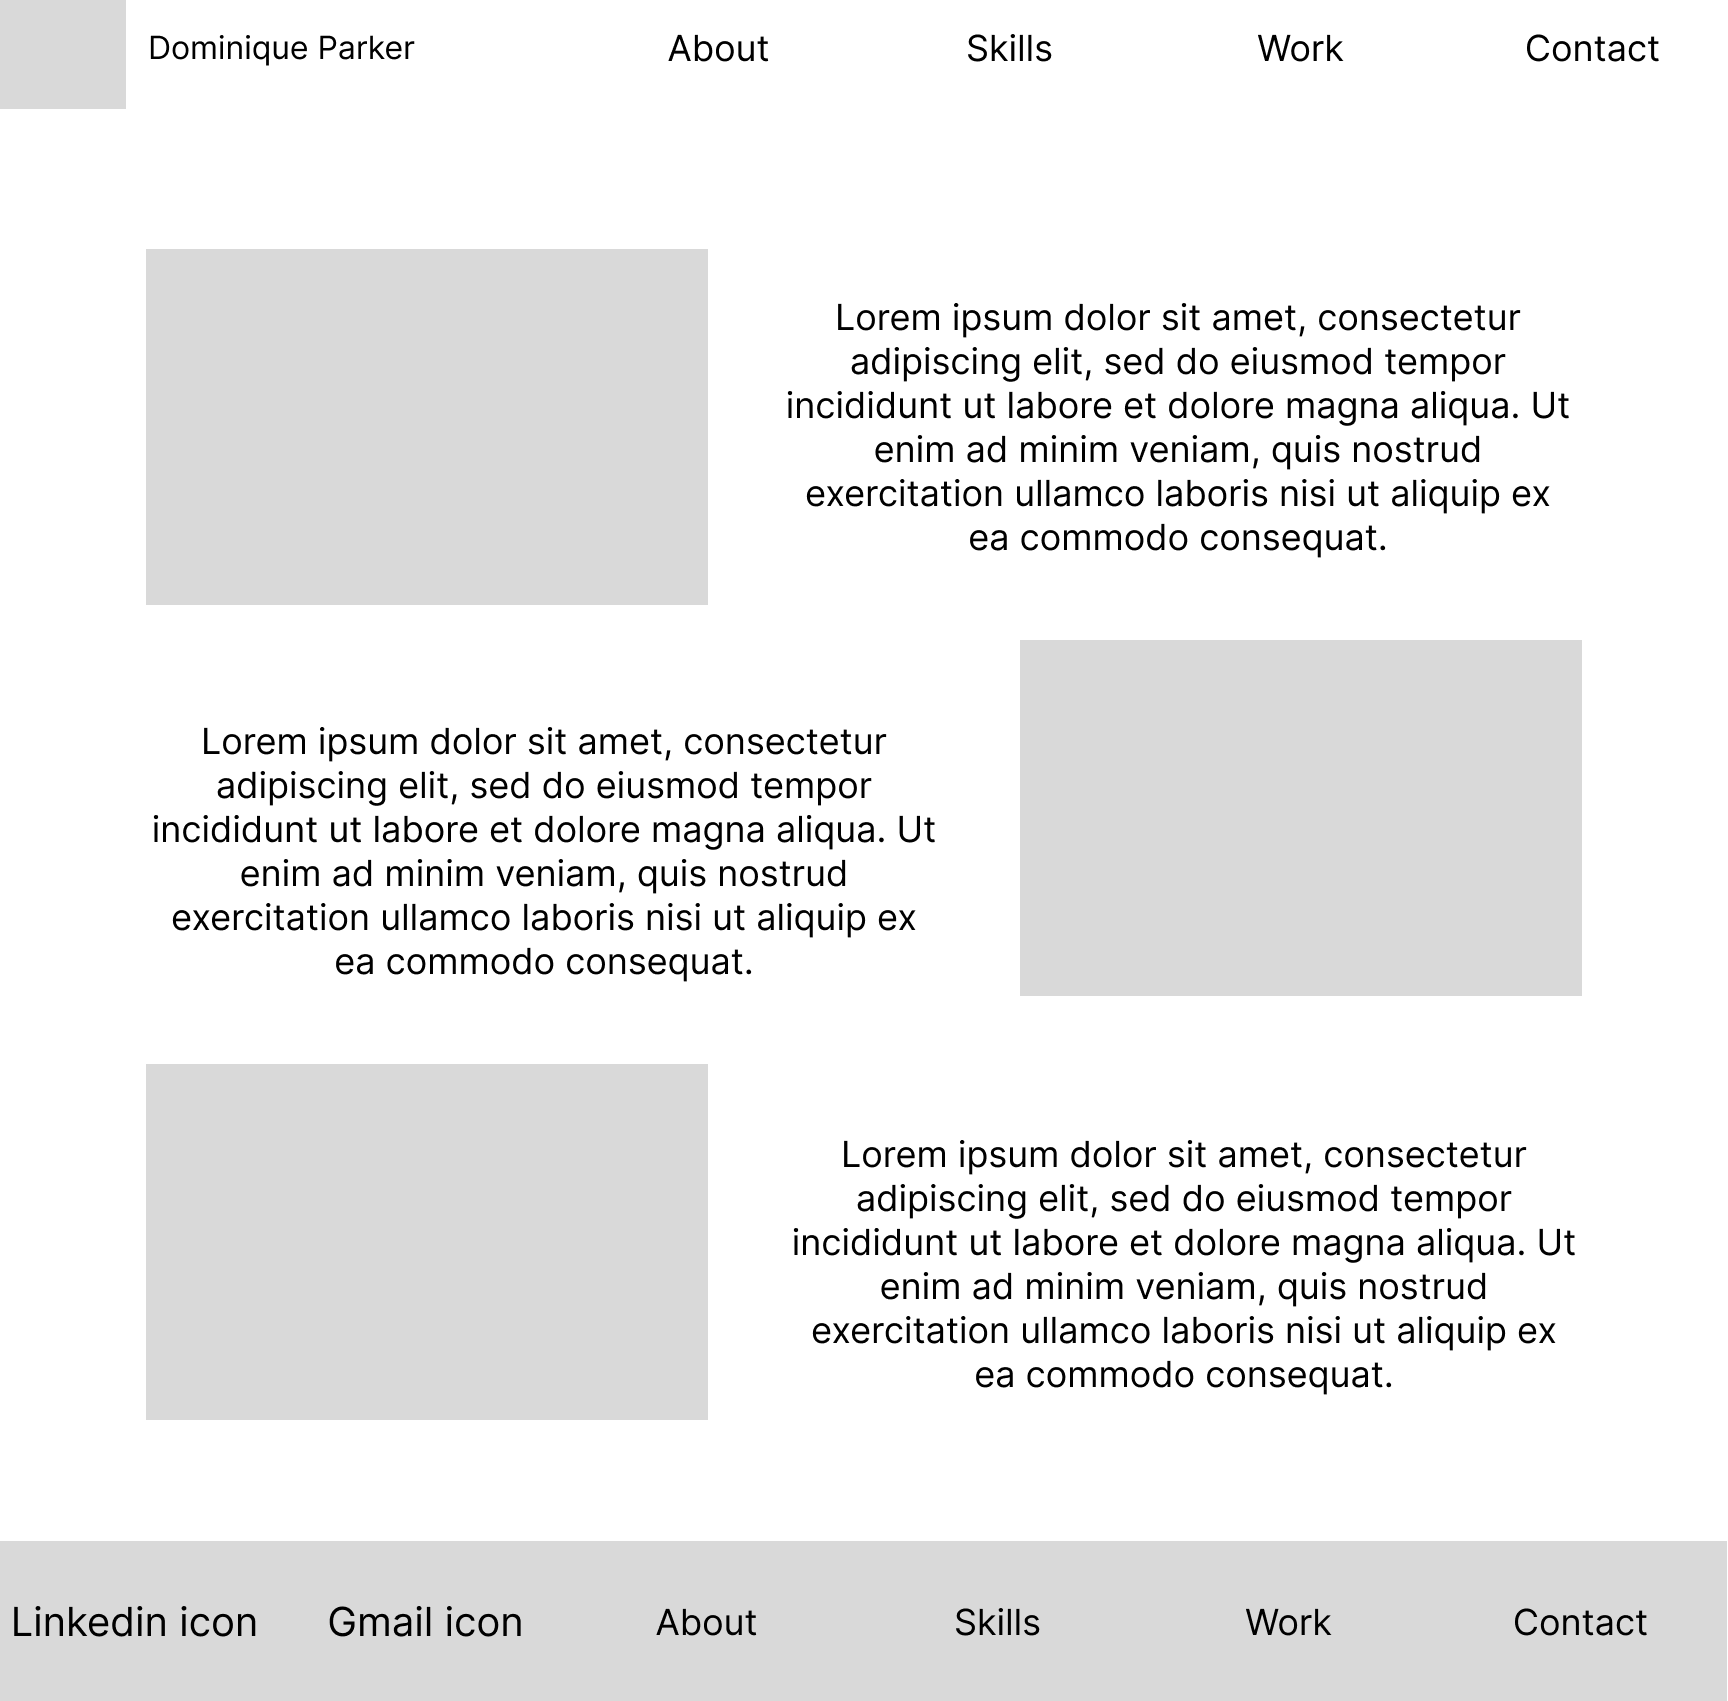 Dominique Parker About Skills Work Contact
Lorem ipsum dolor sit amet, consectetur
adipiscing elit, sed do eiusmod tempor
incididunt ut labore et dolore magna aliqua. Ut
enim ad minim veniam, quis nostrud
exercitation ullamco laboris nisi ut aliquip ex
ea commodo consequat.
Lorem ipsum dolor sit amet, consectetur
adipiscing elit, sed do eiusmod tempor
incididunt ut labore et dolore magna aliqua. Ut
enim ad minim veniam, quis nostrud
exercitation ullamco laboris nisi ut aliquip ex
ea commodo consequat.
Lorem ipsum dolor sit amet, consectetur
adipiscing elit, sed do eiusmod tempor
incididunt ut labore et dolore magna aliqua. Ut
enim ad minim veniam, quis nostrud
exercitation ullamco laboris nisi ut aliquip ex
ea commodo consequat.
Linkedin icon Gmail icon About Skills Work Contact